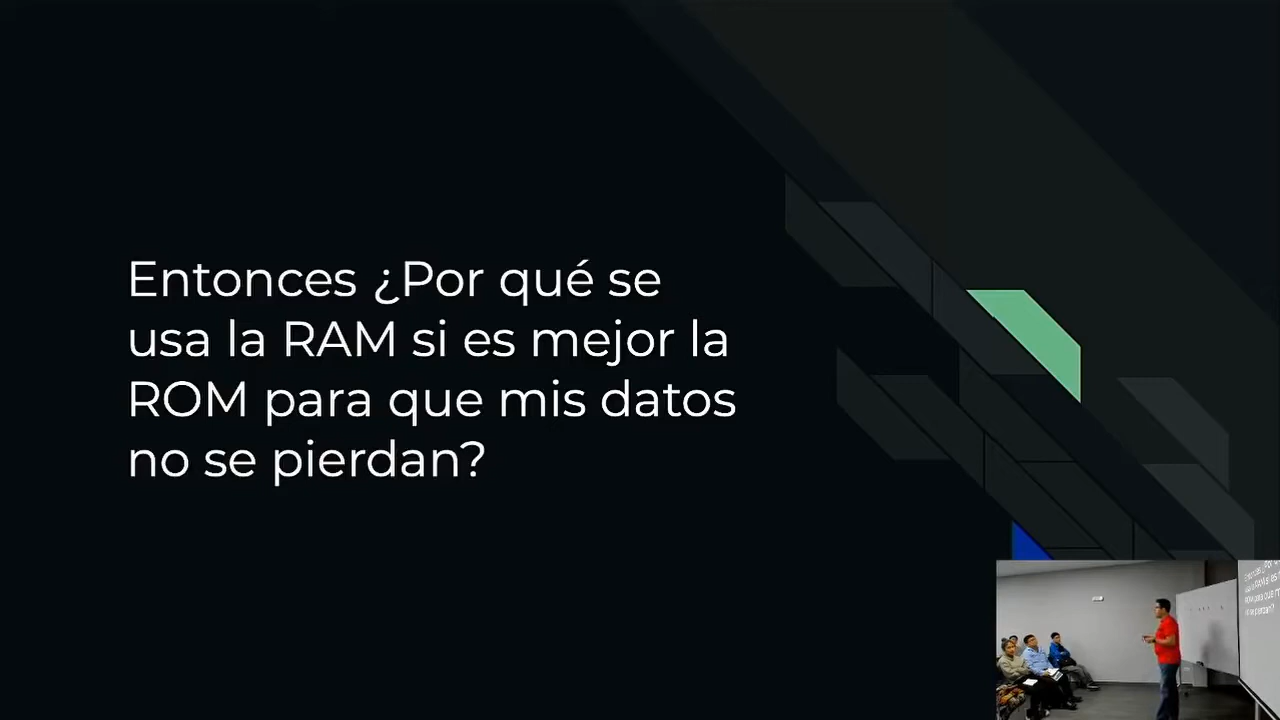 Entonces ¿Por qué se
usa la RAM si es mejor la
ROM para que mis datos
no se pierdan?